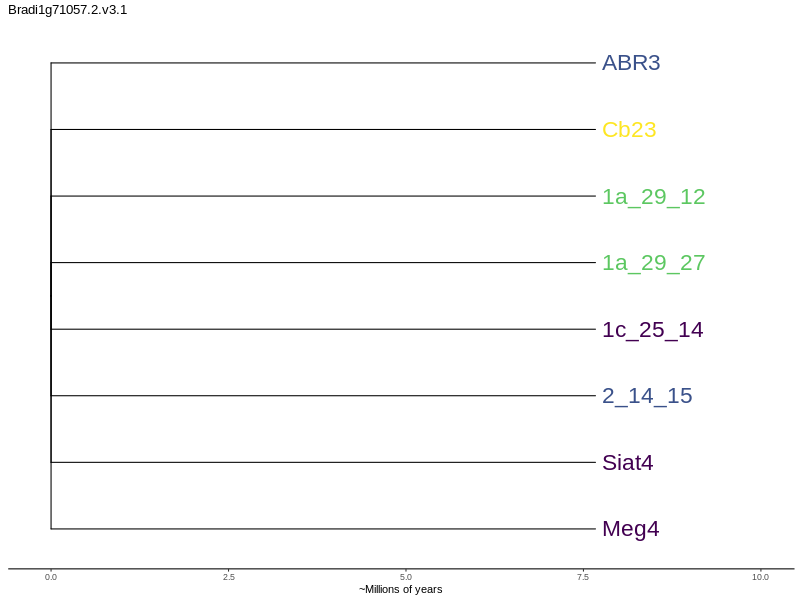 Bradi1g71057.2.v3.1
ABR3
Cb23
1a_29_12
1a_29_27
1c_25_14
2_14_15
Siat4
Meg4
0.0 2.5 5.0 7.5 10.0
~Millions of years